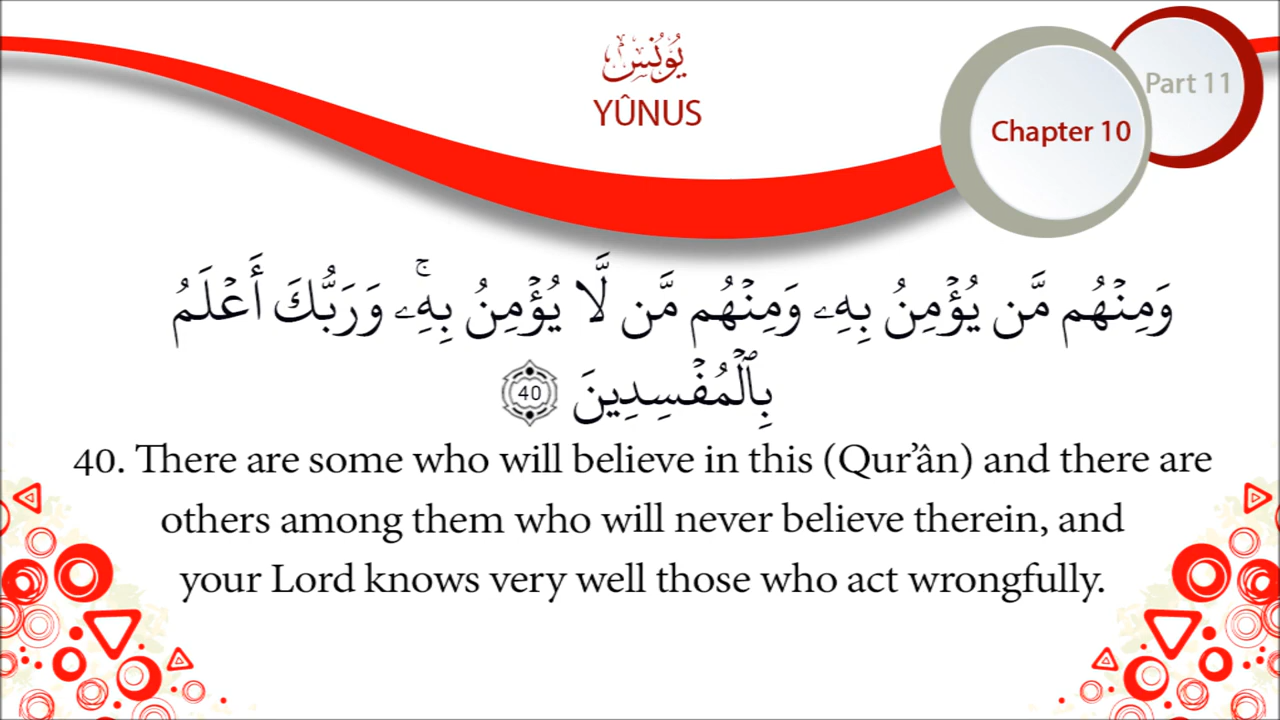 يُونُس
YÛNUS
Part 11
Chapter 10
وَمِنۡهُم مَّن يُؤۡمِنُ بِهِۦ وَمِنۡهُم مَّن لَّا يُؤۡمِنُ بِهِۦۚ وَرَبُّكَ أَعۡلَمُ
بِٱلۡمُفۡسِدِينَ 40
40. There are some who will believe in this (Qur’ân) and there are
others among them who will never believe therein, and
your Lord knows very well those who act wrongfully.